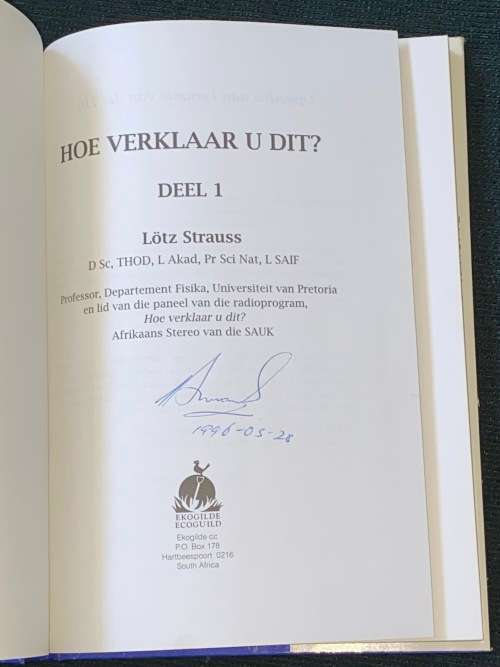 HOE VERKLAAR U DIT?
DEEL 1
Lötz Strauss
D Sc, THOD, L Akad, Pr Sci Nat, L SAIF
Professor, Departement Fisika, Universiteit van Pretoria
en lid van die paneel van die radioprogram,
Hoe verklaar u dit?
Afrikaans Stereo van die SAUK
1996-05-28
EKOGILDE
ECOGUILD
Ekogilde cc
P.O. Box 178
Hartbeespoort 0216
South Africa